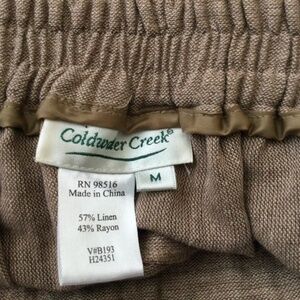 Coldwater Creek®
M
RN 98516
Made in China
57% Linen
43% Rayon
V#B193
H24351